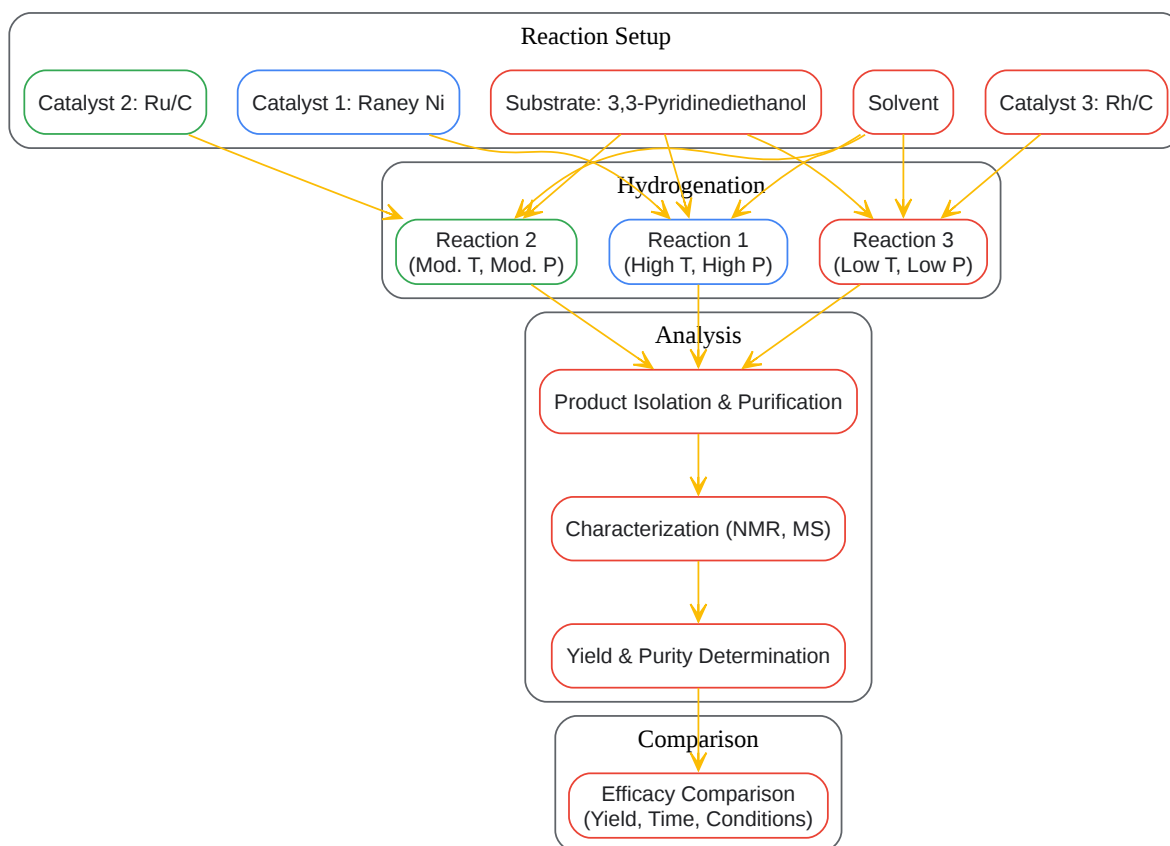 Reaction Setup
Catalyst 2: Ru/C
Catalyst 1: Raney Ni
Substrate: 3,3-Pyridinediethanol
Solvent
Catalyst 3: Rh/C
Hydrogenation
Reaction 2
(Mod. T, Mod. P)
Reaction 1
(High T, High P)
Reaction 3
(Low T, Low P)
Analysis
Product Isolation & Purification
Characterization (NMR, MS)
Yield & Purity Determination
Comparison
Efficacy Comparison
(Yield, Time, Conditions)